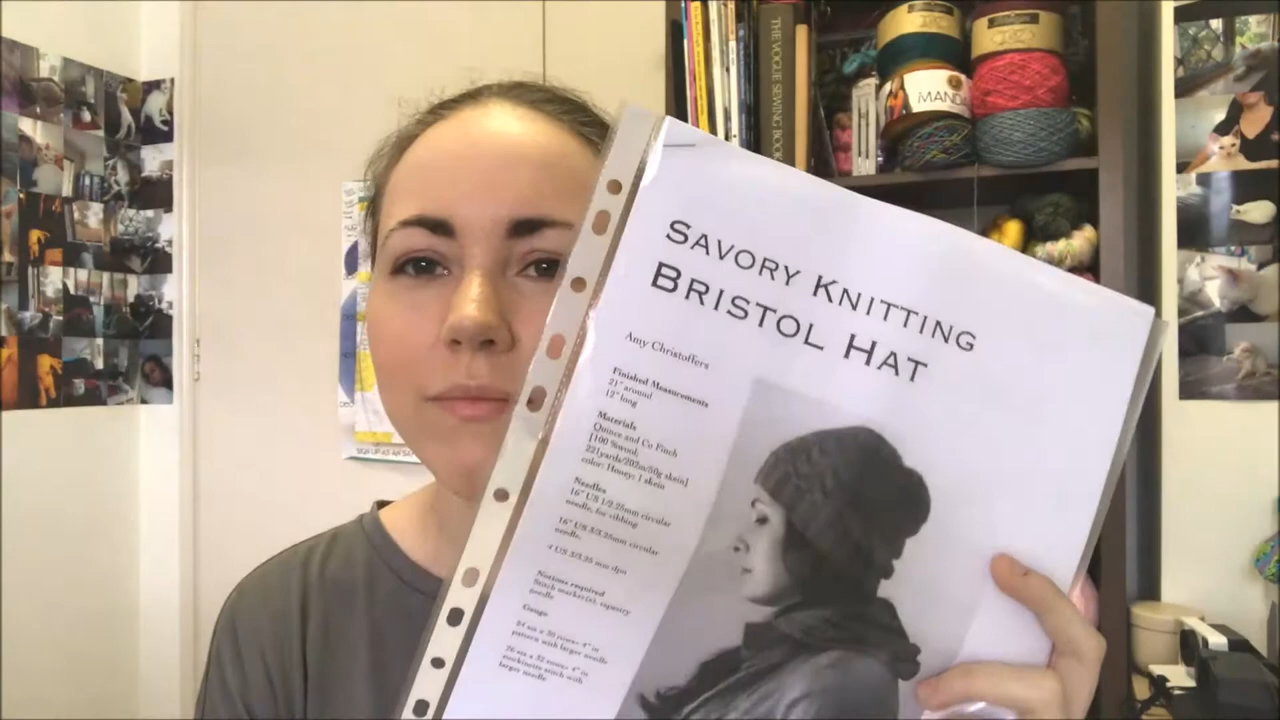 THE VOGUE SEWING BOOK
MANDA
SAVORY KNITTING
BRISTOL HAT
Amy Christoffers
Finished Measurements
21" around
12" long
Materials
Quince and Co Finch
[100 %wool;
221yards/202m/50g skein]
color: Honey; 1 skein
Needles
16" US 1/2.25mm circular
needle, for ribbing
16" US 3/3.25mm circular
needle,
4 US 3/3.25 mm dpn
Notions required
Stitch marker(s), tapestry
needle
Gauge
24 sts x 30 rows= 4" in
pattern with larger needle
26 sts x 32 rows= 4" in
stockinette stitch with
larger needle